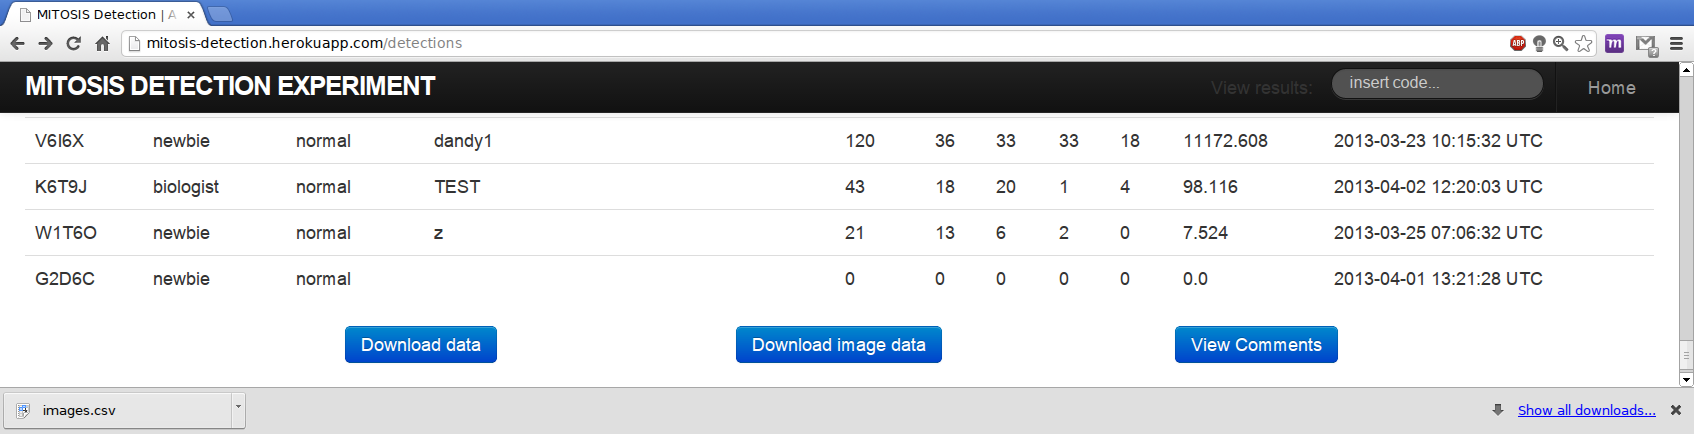 MITOSIS Detection | A
mitosis-detection.herokuapp.com/detections
ABP
m
MITOSIS DETECTION EXPERIMENT View results: insert code... Home
V6I6X newbie normal dandy1 120 36 33 33 18 11172.608 2013-03-23 10:15:32 UTC
K6T9J biologist normal TEST 43 18 20 1 4 98.116 2013-04-02 12:20:03 UTC
W1T6O newbie normal z 21 13 6 2 0 7.524 2013-03-25 07:06:32 UTC
G2D6C newbie normal 0 0 0 0 0 0.0 2013-04-01 13:21:28 UTC
Download data Download image data View Comments
images.csv Show all downloads...